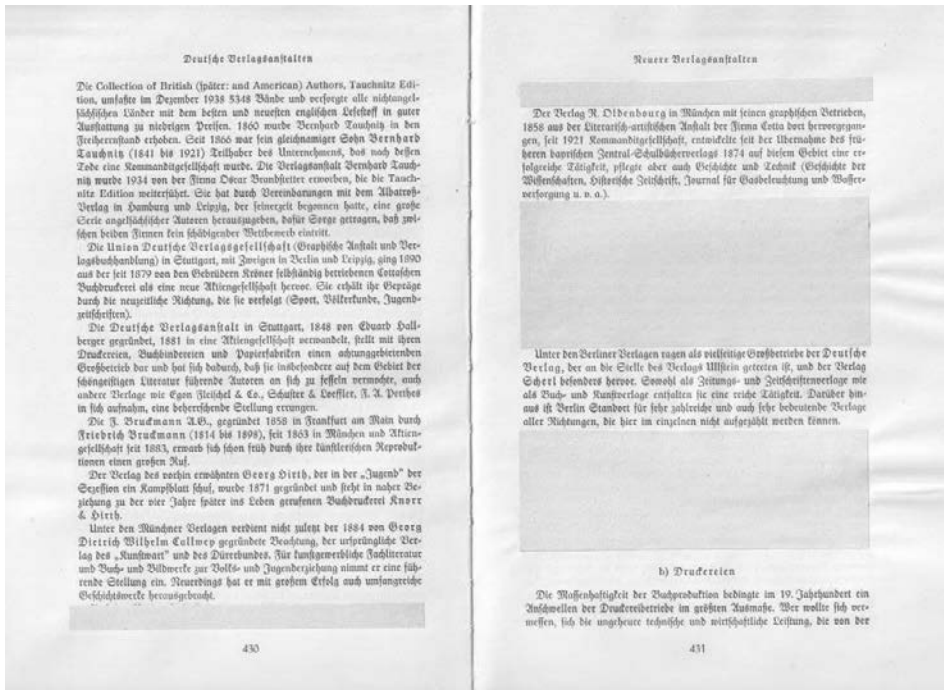 Deutsche Verlagsanstalten
Die Collection of British (später: and American) Authors, Tauchnitz Edi-
tion, umfaßte im Dezember 1938 5348 Bände und versorgte alle nichtangel-
sächsischen Länder mit dem besten und neuesten englischen Lesestoff in guter
Ausstattung zu niedrigen Preisen. 1860 wurde Bernhard Tauchnitz in den
Freiherrnstand erhoben. Seit 1866 war sein gleichnamiger Sohn Bernhard
Tauchnitz (1841 bis 1921) Teilhaber des Unternehmens, das nach dessen
Tode eine Kommanditgesellschaft wurde. Die Verlagsanstalt Bernhard Tauch-
nitz wurde 1934 von der Firma Oscar Brandstetter erworben, die die Tauch-
nitz Edition weiterführt. Sie hat durch Vereinbarungen mit dem Albatroß-
Verlag in Hamburg und Leipzig, der seinerzeit begonnen hatte, eine große
Serie angelsächsischer Autoren herauszugeben, dafür Sorge getragen, daß zwi-
schen beiden Firmen kein schädigender Wettbewerb eintritt.
Die Union Deutsche Verlagsgesellschaft (Graphische Anstalt und Ver-
lagsbuchhandlung) in Stuttgart, mit Zweigen in Berlin und Leipzig, ging 1890
aus der seit 1879 von den Gebrüdern Kröner selbständig betriebenen Cottaschen
Buchdruckerei als eine neue Aktiengesellschaft hervor. Sie erhält ihr Gepräge
durch die neuzeitliche Richtung, die sie verfolgt (Sport, Völkerkunde, Jugend-
zeitschriften).
Die Deutsche Verlagsanstalt in Stuttgart, 1848 von Eduard Hall-
berger gegründet, 1881 in eine Aktiengesellschaft verwandelt, stellt mit ihren
Druckereien, Buchbindereien und Papierfabriken einen achtunggebietenden
Großbetrieb dar und hat sich dadurch, daß sie insbesondere auf dem Gebiet der
schöngeistigen Literatur führende Autoren an sich zu fesseln vermochte, auch
andere Verlage wie Egon Fleischel & Co., Schuster & Loeffler, F. A. Perthes
in sich aufnahm, eine beherrschende Stellung errungen.
Die F. Bruckmann A.G., gegründet 1858 in Frankfurt am Main durch
Friedrich Bruckmann (1814 bis 1898), seit 1863 in München und Aktien-
gesellschaft seit 1883, erwarb sich schon früh durch ihre künstlerischen Reproduk-
tionen einen großen Ruf.
Der Verlag des vorhin erwähnten Georg Hirth, der in der „Jugend" der
Sezession ein Kampfblatt schuf, wurde 1871 gegründet und steht in naher Be-
ziehung zu der vier Jahre später ins Leben gerufenen Buchdruckerei Knorr
& Hirth.
Unter den Münchner Verlagen verdient nicht zuletzt der 1884 von Georg
Dietrich Wilhelm Callwey gegründete Beachtung, der ursprüngliche Ver-
lag des „Kunstwart" und des Dürerbundes. Für kunstgewerbliche Fachliteratur
und Buch- und Bildwerke zur Volks- und Jugenderziehung nimmt er eine füh-
rende Stellung ein. Neuerdings hat er mit großem Erfolg auch umfangreiche
Geschichtswerke herausgebracht.
430
Neuere Verlagsanstalten
Der Verlag R. Oldenbourg in München mit seinen graphischen Betrieben,
1858 aus der Literarisch-artistischen Anstalt der Firma Cotta dort hervorgegan-
gen, seit 1921 Kommanditgesellschaft, entwickelte seit der Übernahme des frü-
heren bayrischen Zentral-Schulbücherverlags 1874 auf diesem Gebiet eine er-
folgreiche Tätigkeit, pflegte aber auch Geschichte und Technik (Geschichte der
Wissenschaften, Historische Zeitschrift, Journal für Gasbeleuchtung und Wasser-
versorgung u. v. a.).
Unter den Berliner Verlagen ragen als vielseitige Großbetriebe der Deutsche
Verlag, der an die Stelle des Verlags Ullstein getreten ist, und der Verlag
Scherl besonders hervor. Sowohl als Zeitungs- und Zeitschriftenverlage wie
als Buch- und Kunstverlage entfalten sie eine reiche Tätigkeit. Darüber hin-
aus ist Berlin Standort für sehr zahlreiche und auch sehr bedeutende Verlage
aller Richtungen, die hier im einzelnen nicht aufgezählt werden können.
b) Druckereien
Die Massenhaftigkeit der Buchproduktion bedingte im 19. Jahrhundert ein
Anschwellen der Druckereibetriebe im größten Ausmaße. Wer wollte sich ver-
messen, sich die ungeheure technische und wirtschaftliche Leistung, die von der
431